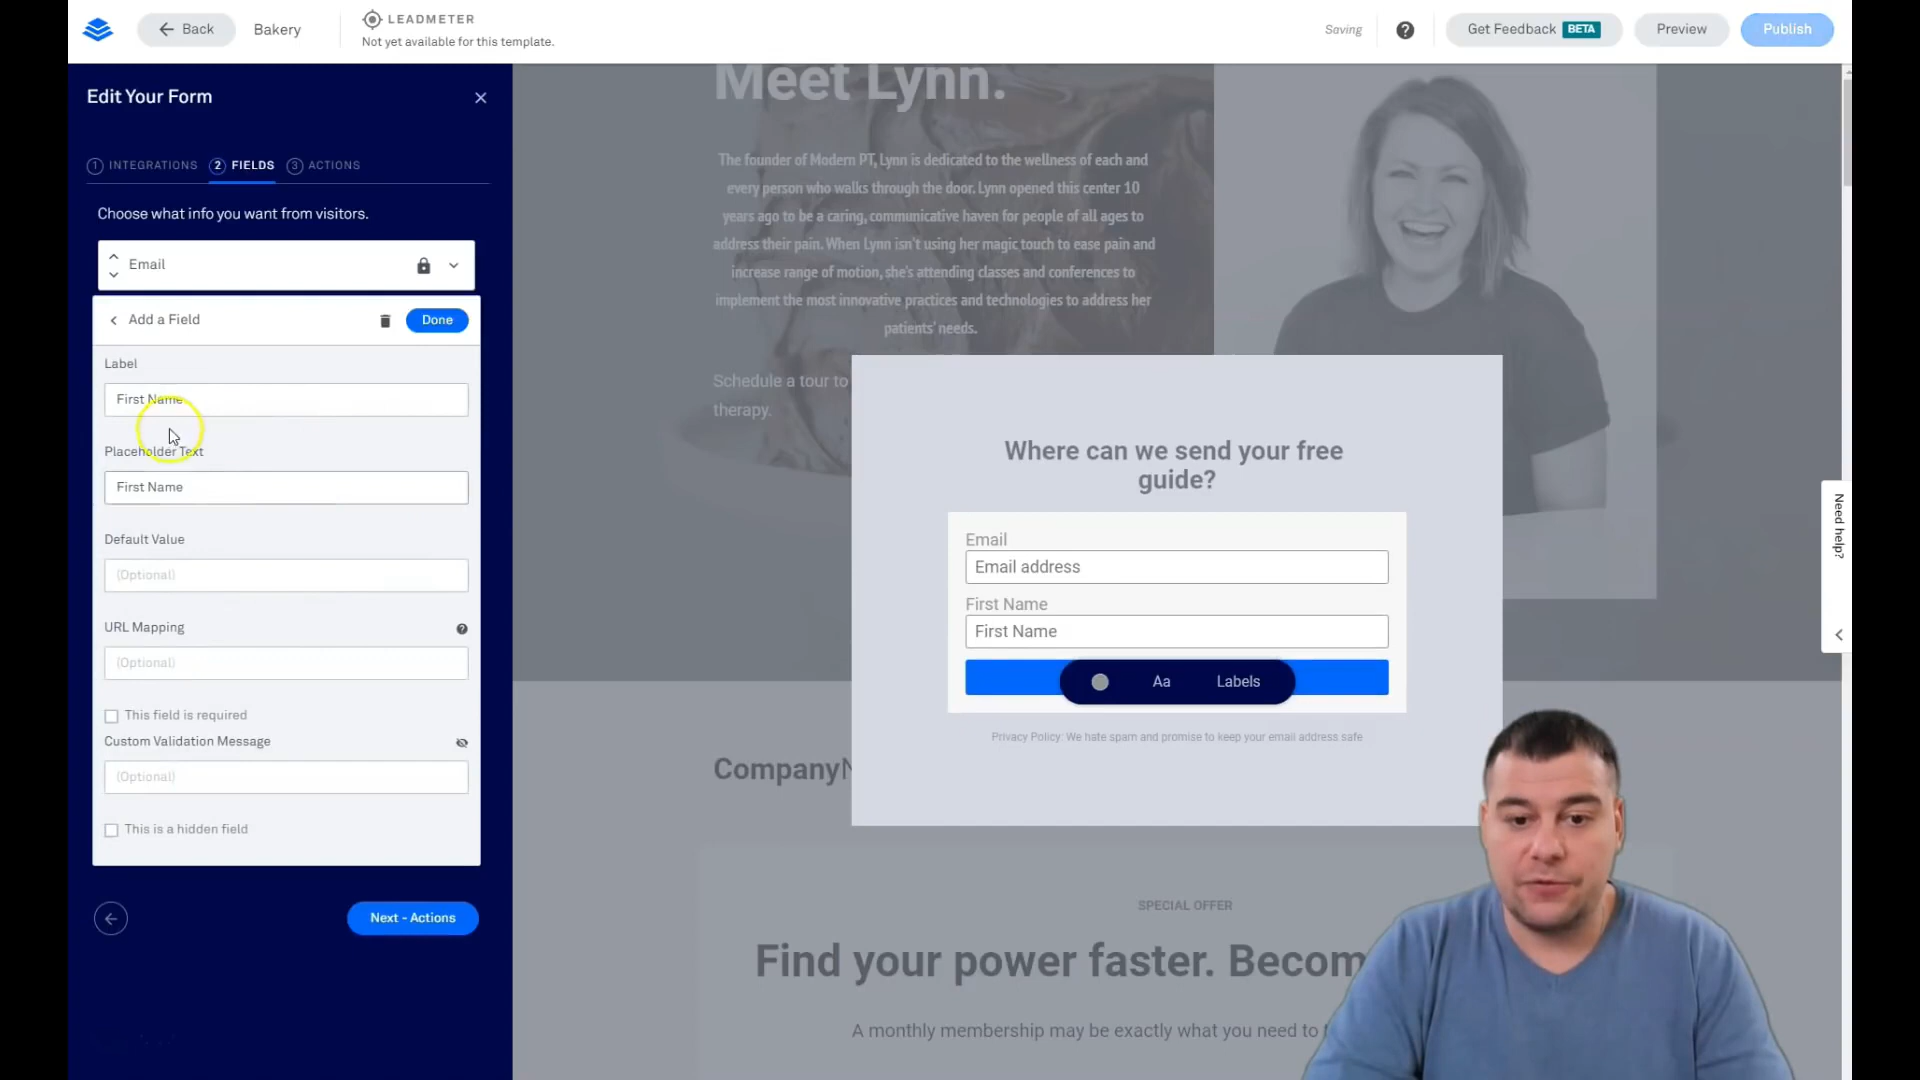 Back
Bakery
LEADMETER
Not yet available for this template.
Saving
Get Feedback BETA
Preview
Publish
Edit Your Form
1 INTEGRATIONS
2 FIELDS
3 ACTIONS
Choose what info you want from visitors.
Email
Add a Field
Done
Label
First Name
Placeholder Text
First Name
Default Value
(Optional)
URL Mapping
(Optional)
This field is required
Custom Validation Message
(Optional)
This is a hidden field
Next - Actions
Meet Lynn.
The founder of Modern PT, Lynn is dedicated to the wellness of each and
every person who walks through the door. Lynn opened this center 10
years ago to be a caring, communicative haven for people of all ages to
address their pain. When Lynn isn't using her magic touch to ease pain and
increase range of motion, she's attending classes and conferences to
implement the most innovative practices and technologies to address her
patients' needs.
Schedule a tour to
therapy.
Where can we send your free
guide?
Email
Email address
First Name
First Name
Aa
Labels
Privacy Policy: We hate spam and promise to keep your email address safe
Company
SPECIAL OFFER
Find your power faster. Becom
A monthly membership may be exactly what you need to
Need help?